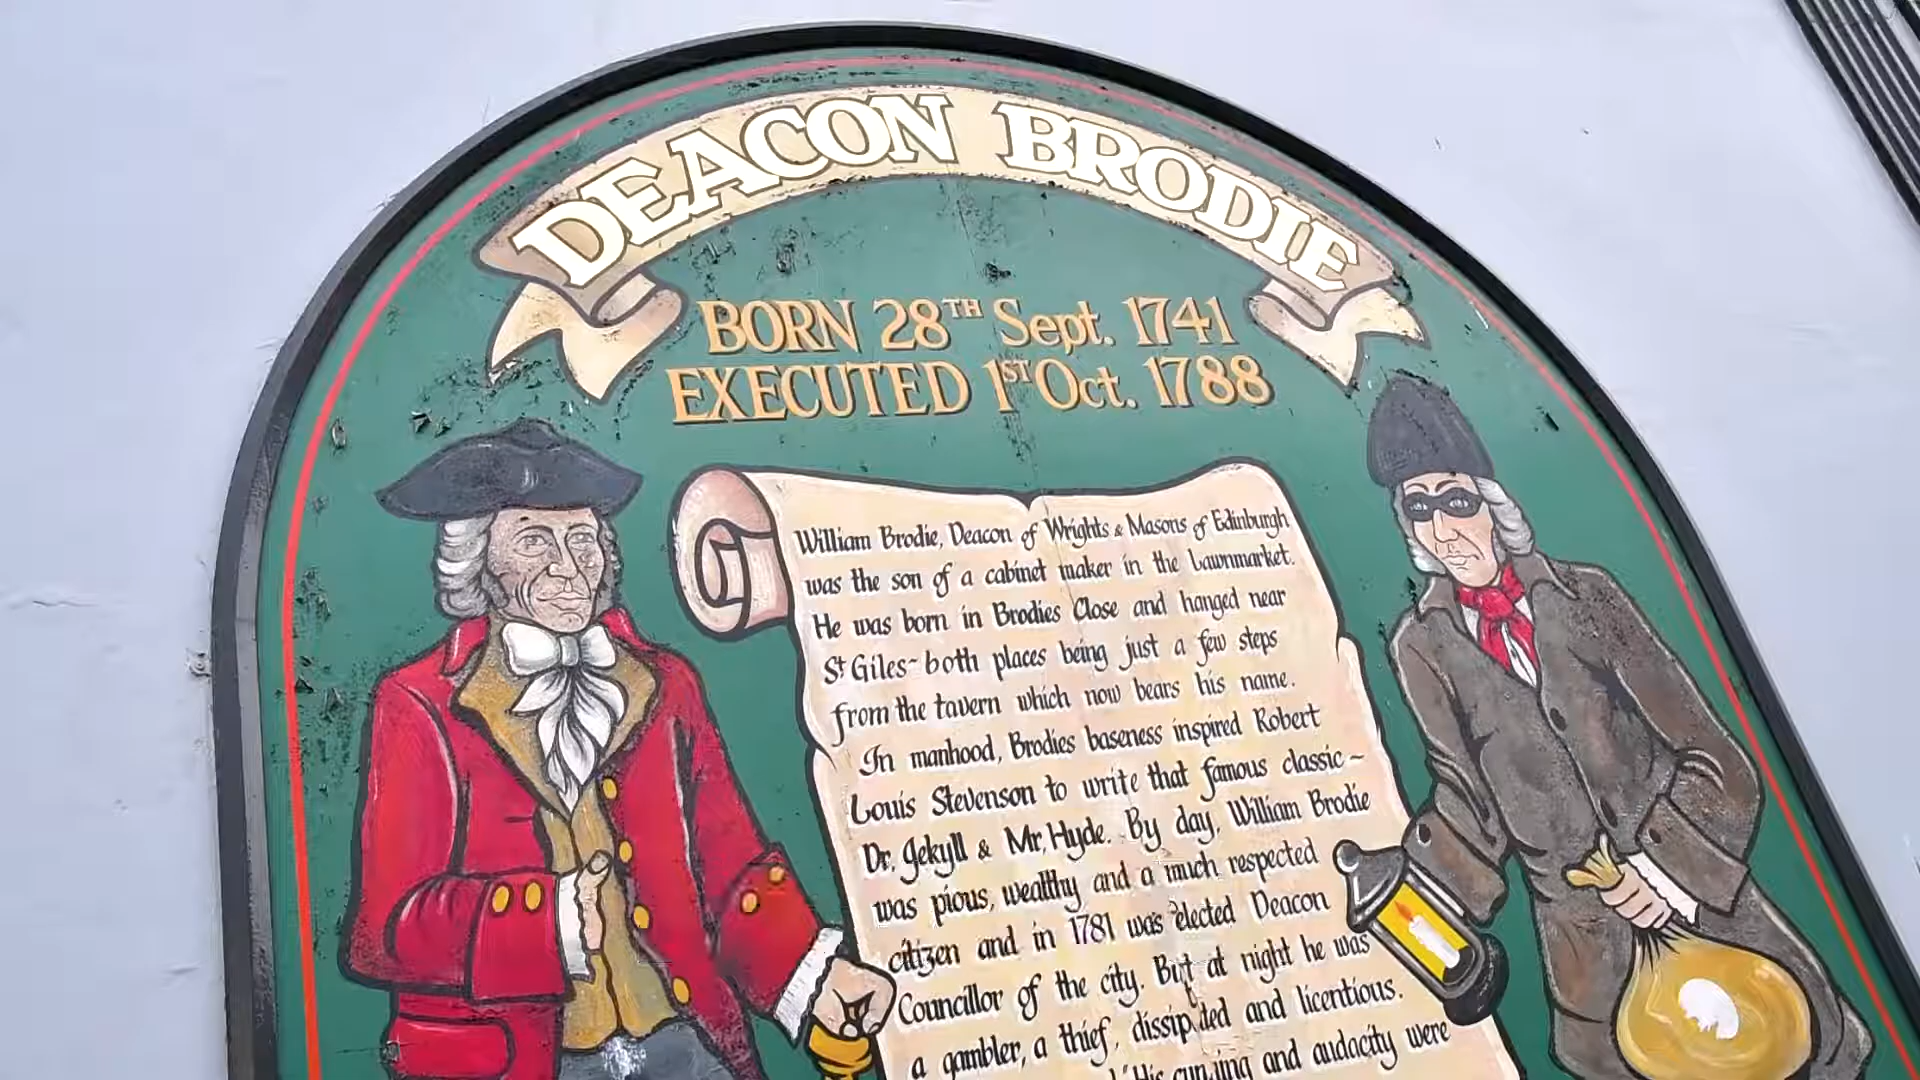 DEACON BRODIE
BORN 28TH Sept. 1741
EXECUTED 1ST Oct. 1788
William Brodie, Deacon of Wrights & Masons of Edinburgh
was the son of a cabinet maker in the Lawnmarket.
He was born in Brodies Close and hanged near
St Giles - both places being just a few steps
from the tavern which now bears his name.
In manhood, Brodies baseness inspired Robert
Louis Stevenson to write that famous classic -
Dr. Jekyll & Mr. Hyde. By day, William Brodie
was pious, wealthy and a much respected
citizen and in 1781 was elected Deacon
Councillor of the city. But at night he was
a gambler, a thief, dissipated and licentious.
His cunning and audacity were